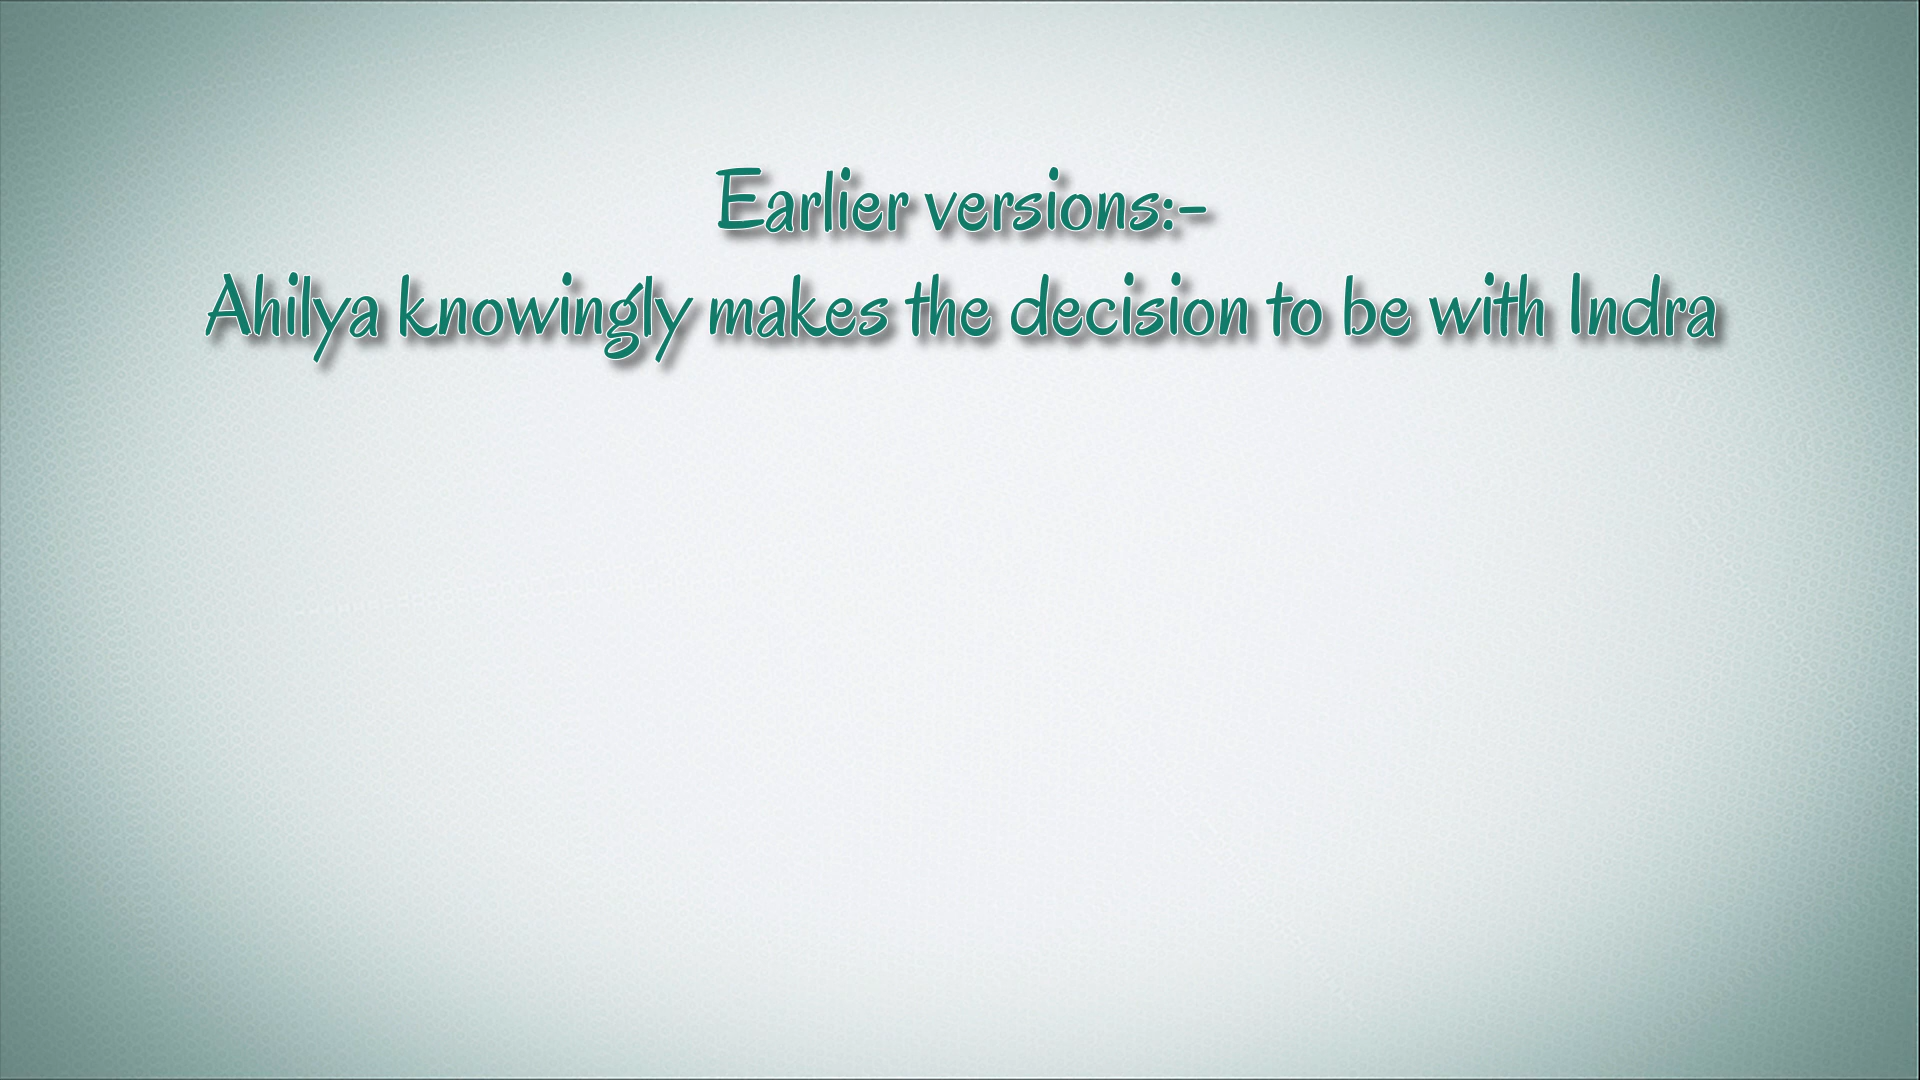 Earlier versions:-
Ahilya knowingly makes the decision to be with Indra